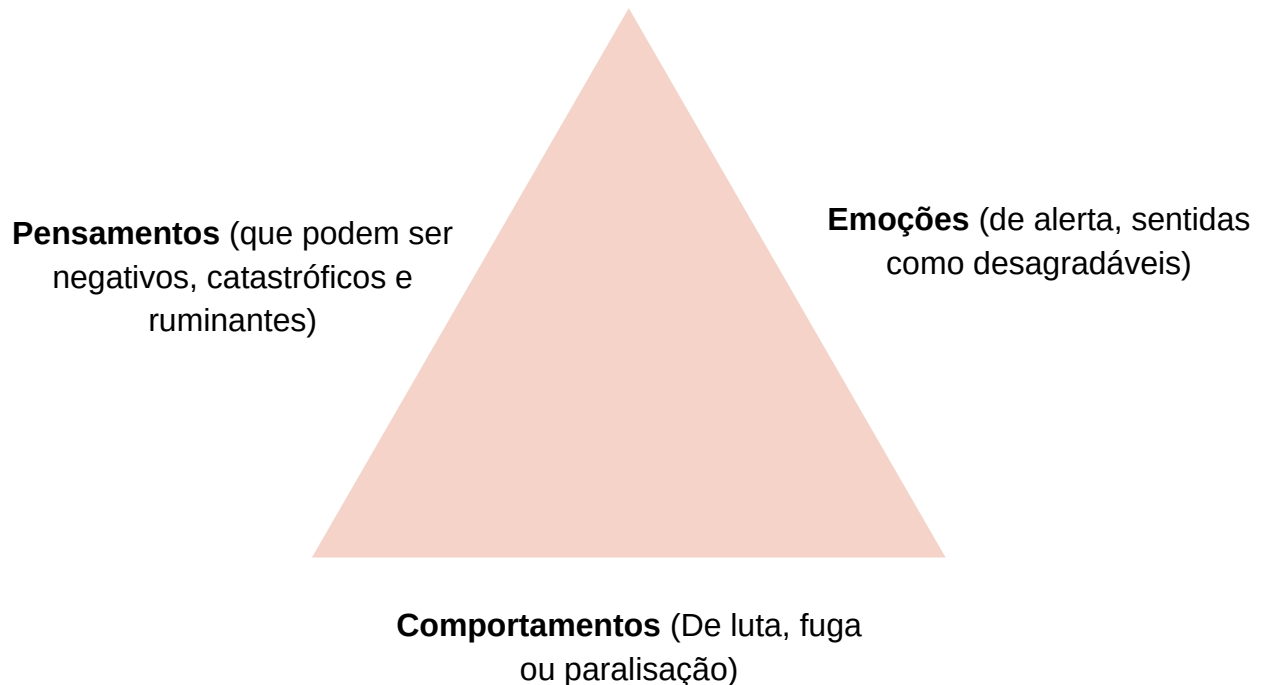 Pensamentos (que podem ser
negativos, catastróficos e
ruminantes)
Emoções (de alerta, sentidas
como desagradáveis)
Comportamentos (De luta, fuga
ou paralisação)